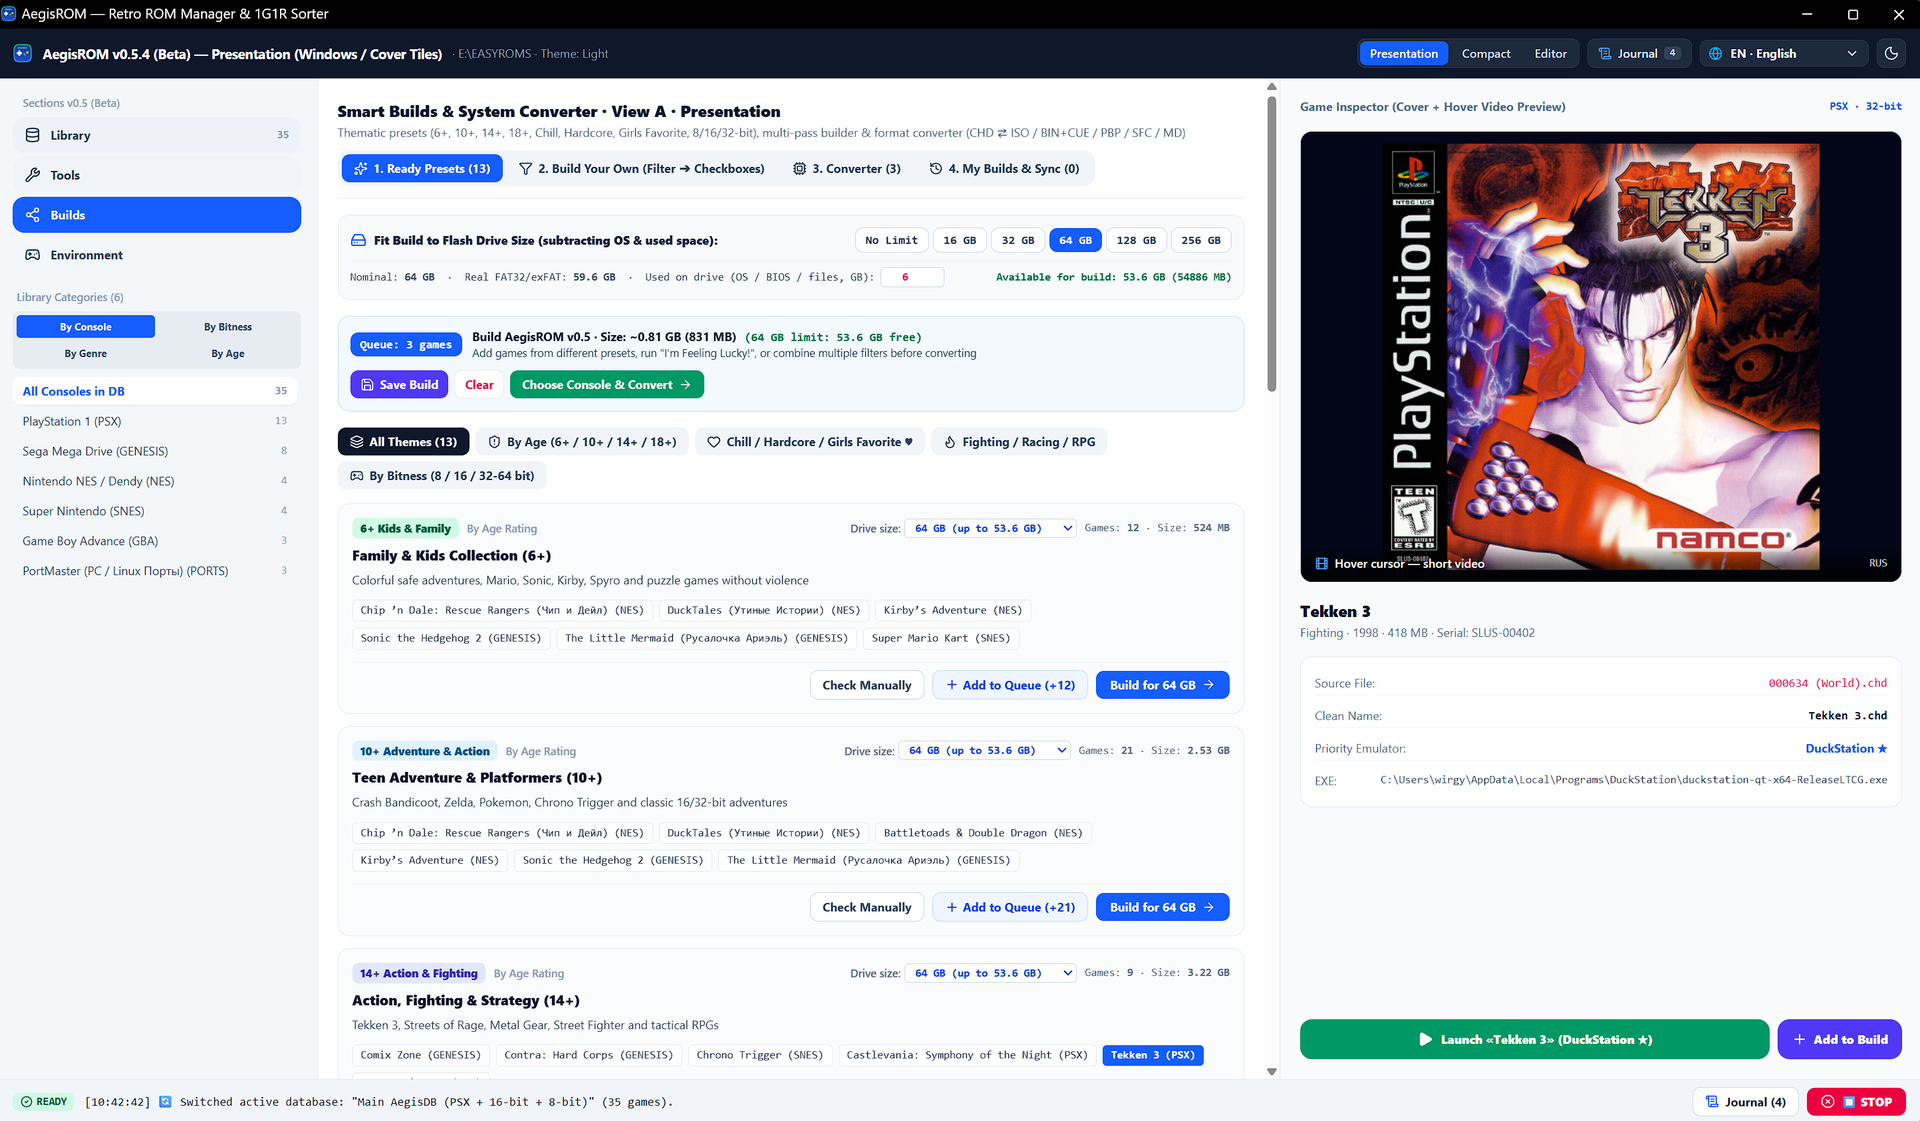 AegisROM — Retro ROM Manager & 1G1R Sorter
AegisROM v0.5.4 (Beta) — Presentation (Windows / Cover Tiles) · E:\EASYROMS · Theme: Light
Presentation Compact Editor
Journal 4
EN · English
Sections v0.5 (Beta)
Library 35
Tools
Builds
Environment
Library Categories (6)
By Console By Bitness
By Genre By Age
All Consoles in DB 35
PlayStation 1 (PSX) 13
Sega Mega Drive (GENESIS) 8
Nintendo NES / Dendy (NES) 4
Super Nintendo (SNES) 4
Game Boy Advance (GBA) 3
PortMaster (PC / Linux Порты) (PORTS) 3
Smart Builds & System Converter · View A · Presentation
Thematic presets (6+, 10+, 14+, 18+, Chill, Hardcore, Girls Favorite, 8/16/32-bit), multi-pass builder & format converter (CHD ⇄ ISO / BIN+CUE / PBP / SFC / MD)
1. Ready Presets (13) 2. Build Your Own (Filter ➔ Checkboxes) 3. Converter (3) 4. My Builds & Sync (0)
Fit Build to Flash Drive Size (subtracting OS & used space):
No Limit 16 GB 32 GB 64 GB 128 GB 256 GB
Nominal: 64 GB · Real FAT32/exFAT: 59.6 GB · Used on drive (OS / BIOS / files, GB): 6 Available for build: 53.6 GB (54886 MB)
Queue: 3 games
Build AegisROM v0.5 · Size: ~0.81 GB (831 MB) (64 GB limit: 53.6 GB free)
Add games from different presets, run "I'm Feeling Lucky!", or combine multiple filters before converting
Save Build Clear Choose Console & Convert →
All Themes (13) By Age (6+ / 10+ / 14+ / 18+) Chill / Hardcore / Girls Favorite ♥ Fighting / Racing / RPG
By Bitness (8 / 16 / 32-64 bit)
6+ Kids & Family By Age Rating Drive size: 64 GB (up to 53.6 GB) Games: 12 · Size: 524 MB
Family & Kids Collection (6+)
Colorful safe adventures, Mario, Sonic, Kirby, Spyro and puzzle games without violence
Chip ’n Dale: Rescue Rangers (Чип и Дейл) (NES) DuckTales (Утиные Истории) (NES) Kirby’s Adventure (NES)
Sonic the Hedgehog 2 (GENESIS) The Little Mermaid (Русалочка Ариэль) (GENESIS) Super Mario Kart (SNES)
Check Manually + Add to Queue (+12) Build for 64 GB →
10+ Adventure & Action By Age Rating Drive size: 64 GB (up to 53.6 GB) Games: 21 · Size: 2.53 GB
Teen Adventure & Platformers (10+)
Crash Bandicoot, Zelda, Pokemon, Chrono Trigger and classic 16/32-bit adventures
Chip ’n Dale: Rescue Rangers (Чип и Дейл) (NES) DuckTales (Утиные Истории) (NES) Battletoads & Double Dragon (NES)
Kirby’s Adventure (NES) Sonic the Hedgehog 2 (GENESIS) The Little Mermaid (Русалочка Ариэль) (GENESIS)
Check Manually + Add to Queue (+21) Build for 64 GB →
14+ Action & Fighting By Age Rating Drive size: 64 GB (up to 53.6 GB) Games: 9 · Size: 3.22 GB
Action, Fighting & Strategy (14+)
Tekken 3, Streets of Rage, Metal Gear, Street Fighter and tactical RPGs
Comix Zone (GENESIS) Contra: Hard Corps (GENESIS) Chrono Trigger (SNES) Castlevania: Symphony of the Night (PSX) Tekken 3 (PSX)
Game Inspector (Cover + Hover Video Preview) PSX · 32-bit
PlayStation
NTSC U/C
PlayStation
TEKKEN
3
TEEN
T
CONTENT RATED BY
ESRB
namco
Hover cursor — short video RUS
Tekken 3
Fighting · 1998 · 418 MB · Serial: SLUS-00402
Source File: 000634 (World).chd
Clean Name: Tekken 3.chd
Priority Emulator: DuckStation ★
EXE: C:\Users\wirgy\AppData\Local\Programs\DuckStation\duckstation-qt-x64-ReleaseLTCG.exe
Launch «Tekken 3» (DuckStation ★) + Add to Build
READY [10:42:42] Switched active database: "Main AegisDB (PSX + 16-bit + 8-bit)" (35 games).
Journal (4) STOP